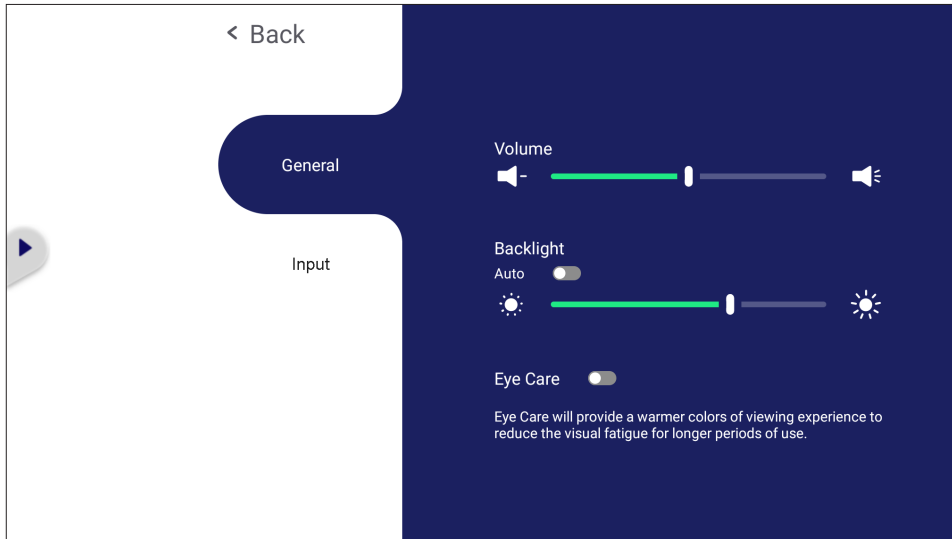 Back
General
Input
Volume
Backlight
Auto
Eye Care
Eye Care will provide a warmer colors of viewing experience to
reduce the visual fatigue for longer periods of use.